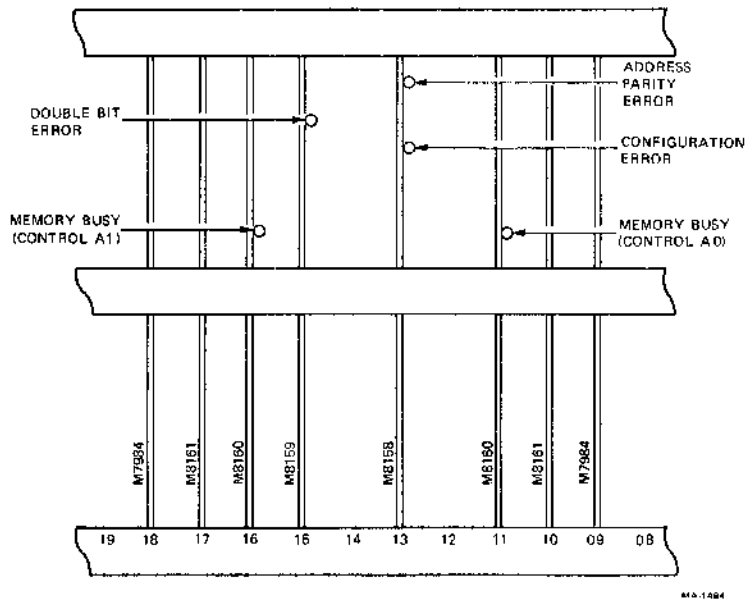 ADDRESS
PARITY
ERROR
DOUBLE BIT
ERROR
CONFIGURATION
ERROR
MEMORY BUSY
(CONTROL A1)
MEMORY BUSY
(CONTROL A0)
M7984
M8161
M8160
M8159
M8158
M8160
M8161
M7984
19 18 17 16 15 14 13 12 11 10 09 08
MA-1484